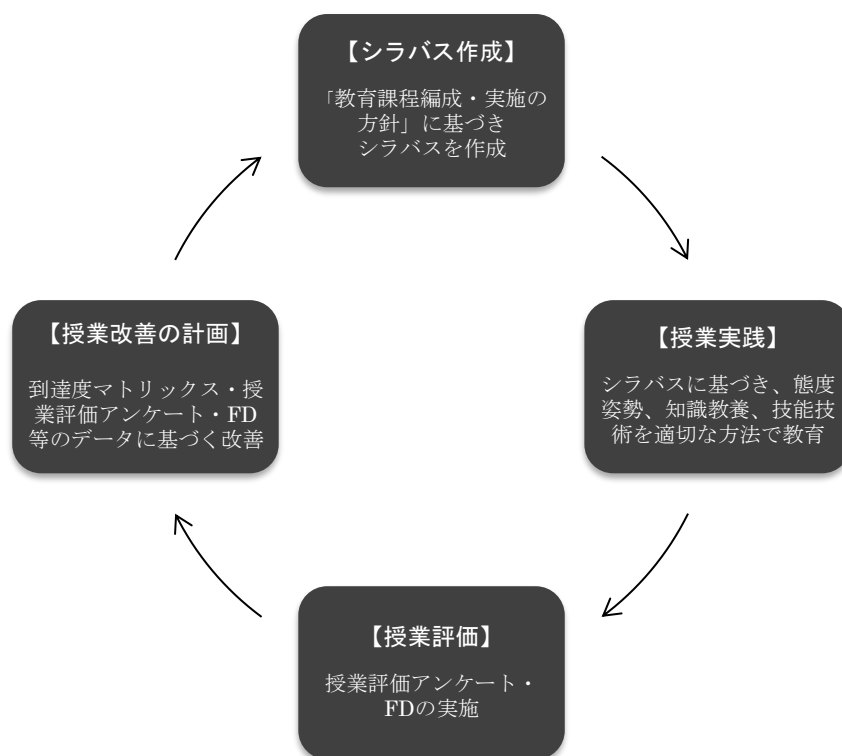 【シラバス作成】
「教育課程編成・実施の
方針」に基づき
シラバスを作成
【授業改善の計画】
到達度マトリックス・授
業評価アンケート・FD
等のデータに基づく改善
【授業実践】
シラバスに基づき、態度
姿勢、知識教養、技能技
術を適切な方法で教育
【授業評価】
授業評価アンケート・
FDの実施